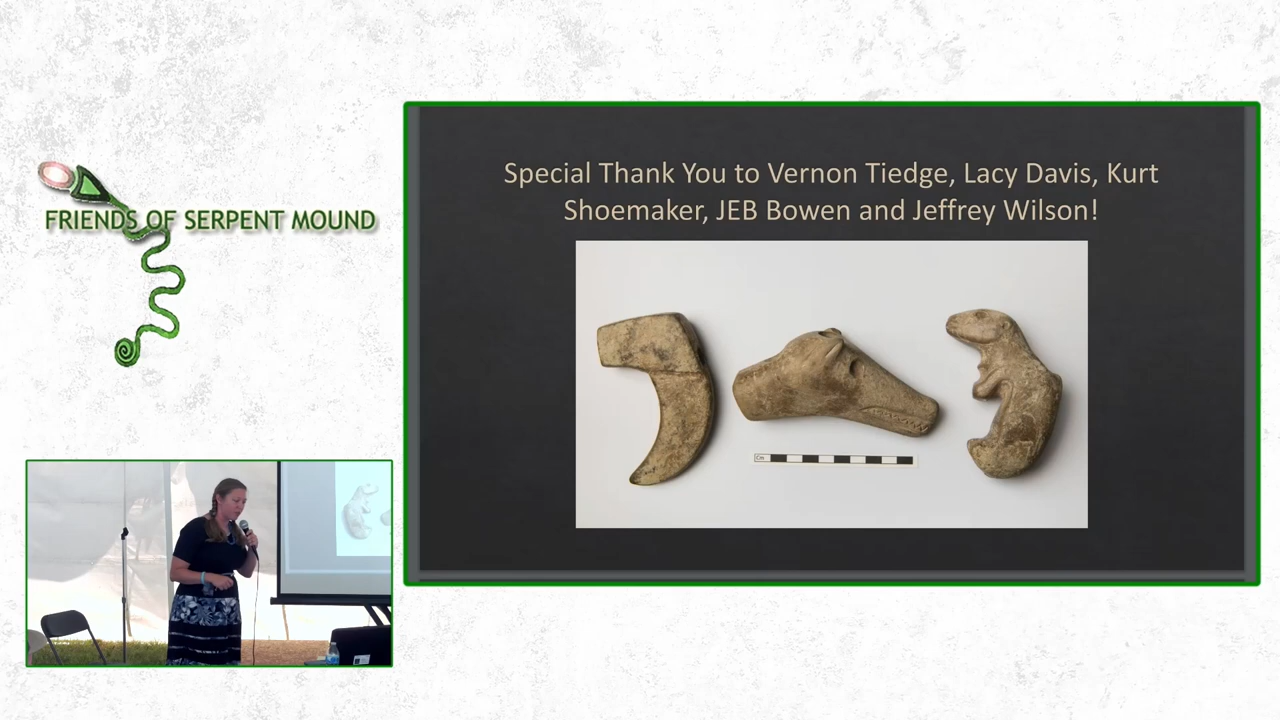 FRIENDS OF SERPENT MOUND
Special Thank You to Vernon Tiedge, Lacy Davis, Kurt
Shoemaker, JEB Bowen and Jeffrey Wilson!
Cm